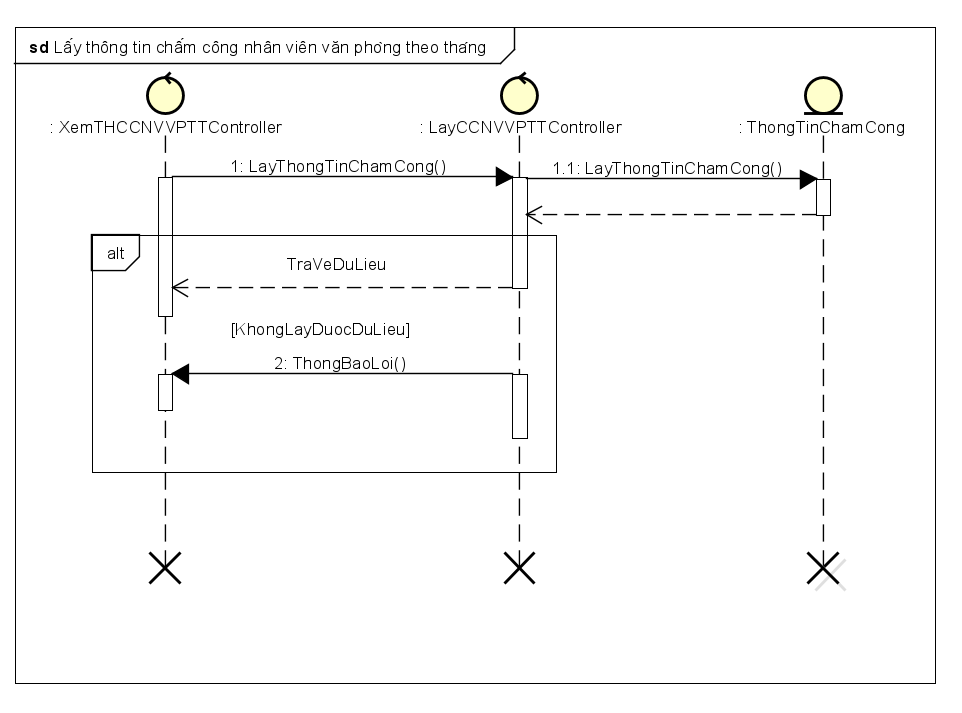 sd Lấy thông tin chấm công nhân viên văn phòng theo tháng
: XemTHCCNVVPTTController
: LayCCNVVPTTController
: ThongTinChamCong
1: LayThongTinChamCong()
1.1: LayThongTinChamCong()
alt
TraVeDuLieu
[KhongLayDuocDuLieu]
2: ThongBaoLoi()